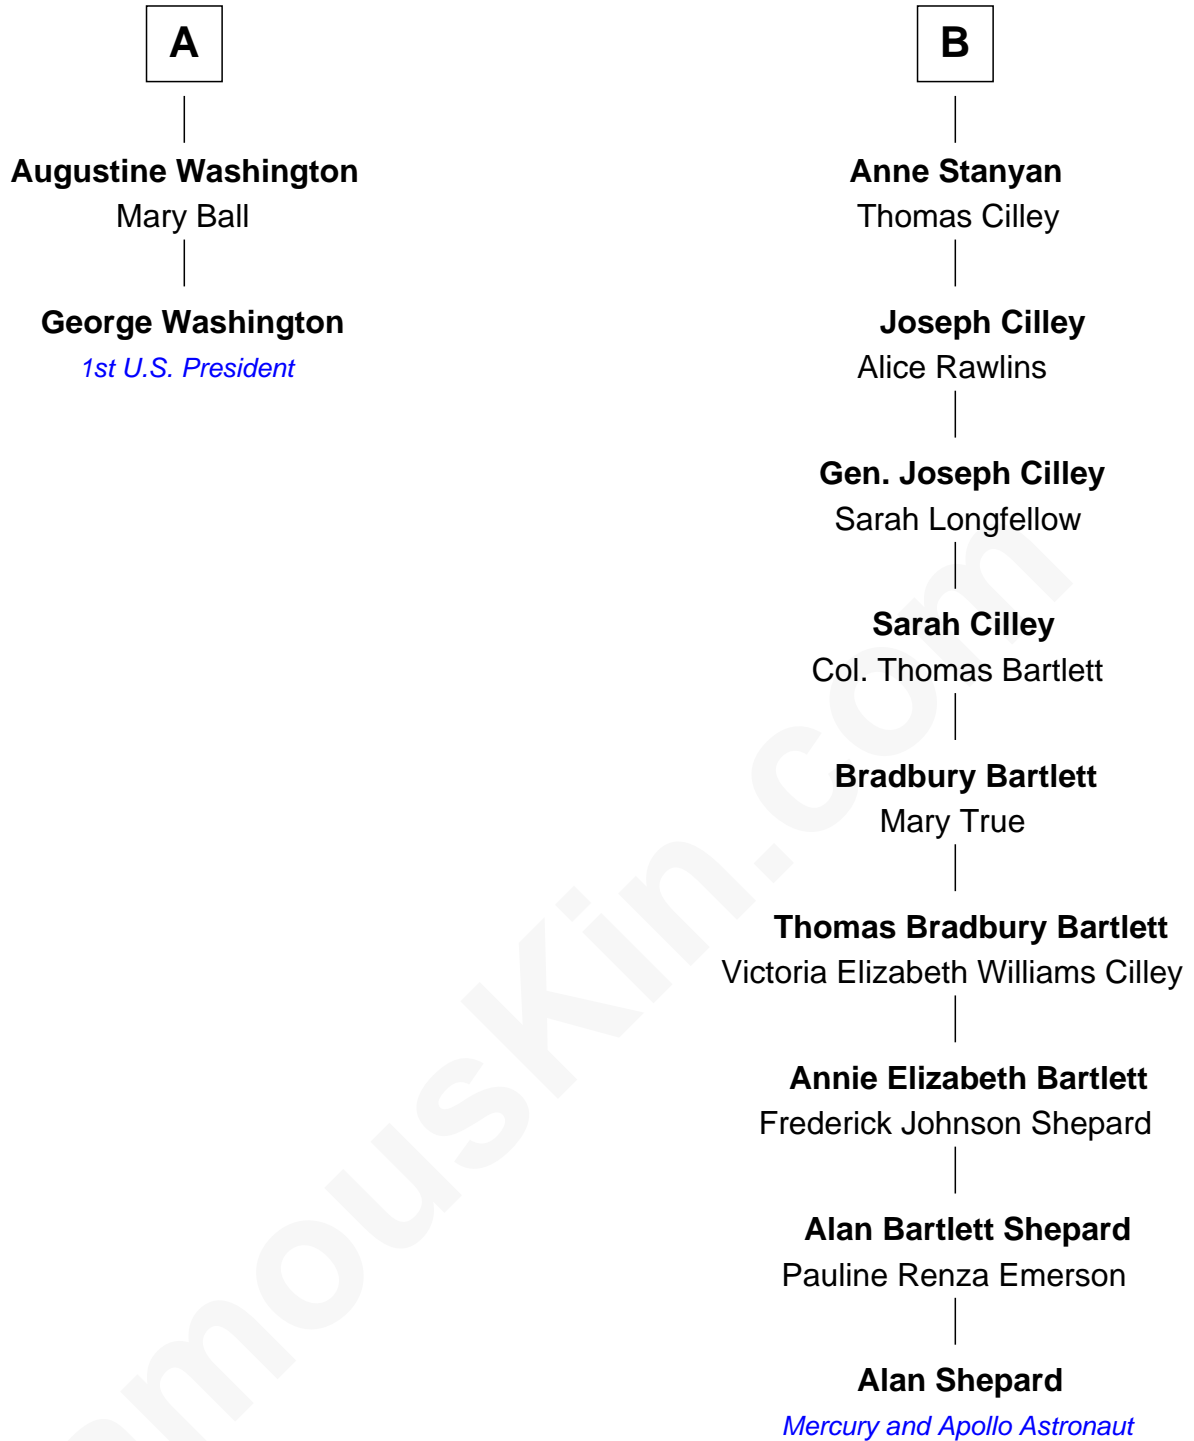 A
Augustine Washington
Mary Ball
George Washington
1st U.S. President
B
Anne Stanyan
Thomas Cilley
Joseph Cilley
Alice Rawlins
Gen. Joseph Cilley
Sarah Longfellow
Sarah Cilley
Col. Thomas Bartlett
Bradbury Bartlett
Mary True
Thomas Bradbury Bartlett
Victoria Elizabeth Williams Cilley
Annie Elizabeth Bartlett
Frederick Johnson Shepard
Alan Bartlett Shepard
Pauline Renza Emerson
Alan Shepard
Mercury and Apollo Astronaut
amouskin.com